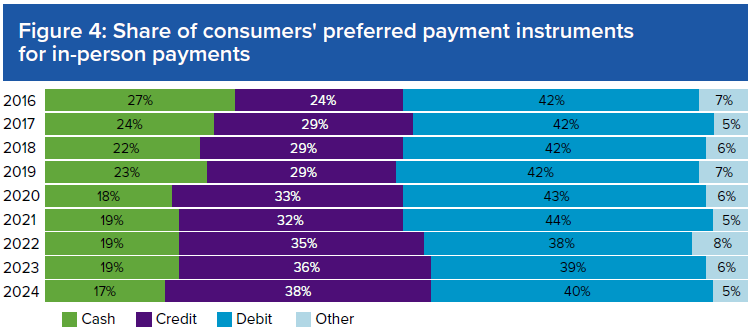 Figure 4: Share of consumers' preferred payment instruments
for in-person payments
2016 27% 24% 42% 7%
2017 24% 29% 42% 5%
2018 22% 29% 42% 6%
2019 23% 29% 42% 7%
2020 18% 33% 43% 6%
2021 19% 32% 44% 5%
2022 19% 35% 38% 8%
2023 19% 36% 39% 6%
2024 17% 38% 40% 5%
Cash Credit Debit Other